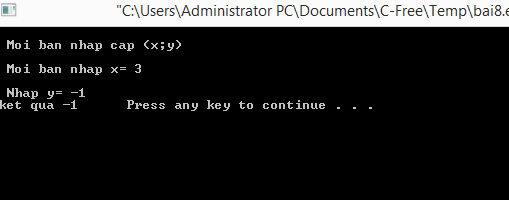 "C:\Users\Administrator PC\Documents\C-Free\Temp\bai8.e
Moi ban nhap cap (x;y)
Moi ban nhap x= 3
Nhap y= -1
ket qua -1      Press any key to continue . . .